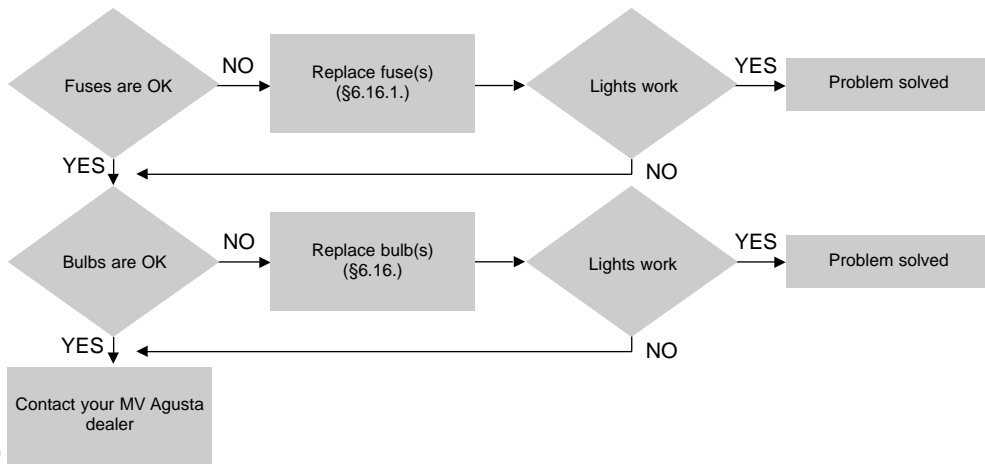 Fuses are OK
NO
Replace fuse(s)
(§6.16.1.)
Lights work
YES
Problem solved
YES
NO
Bulbs are OK
NO
Replace bulb(s)
(§6.16.)
Lights work
YES
Problem solved
YES
NO
Contact your MV Agusta
dealer